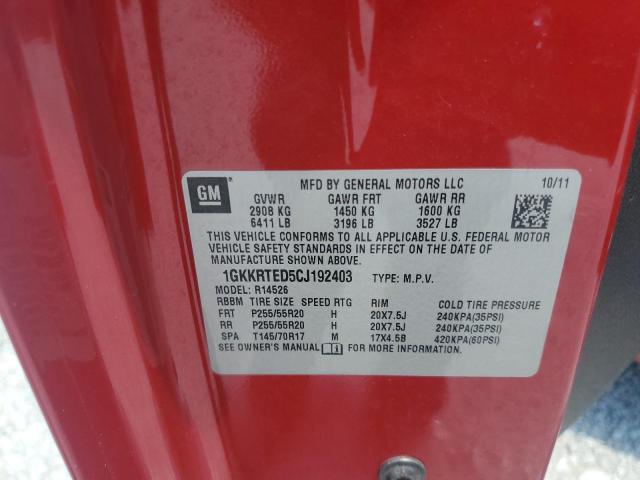 GM
MFD BY GENERAL MOTORS LLC 10/11
GVWR GAWR FRT GAWR RR
2908 KG 1450 KG 1600 KG
6411 LB 3196 LB 3527 LB
THIS VEHICLE CONFORMS TO ALL APPLICABLE U.S. FEDERAL MOTOR
VEHICLE SAFETY STANDARDS IN EFFECT ON THE DATE OF
MANUFACTURE SHOWN ABOVE.
1GKKRTED5CJ192403 TYPE: M.P.V.
MODEL: R14526
RBBM TIRE SIZE SPEED RTG RIM COLD TIRE PRESSURE
FRT P255/55R20 H 20X7.5J 240KPA(35PSI)
RR P255/55R20 H 20X7.5J 240KPA(35PSI)
SPA T145/70R17 M 17X4.5B 420KPA(60PSI)
SEE OWNER'S MANUAL FOR MORE INFORMATION.